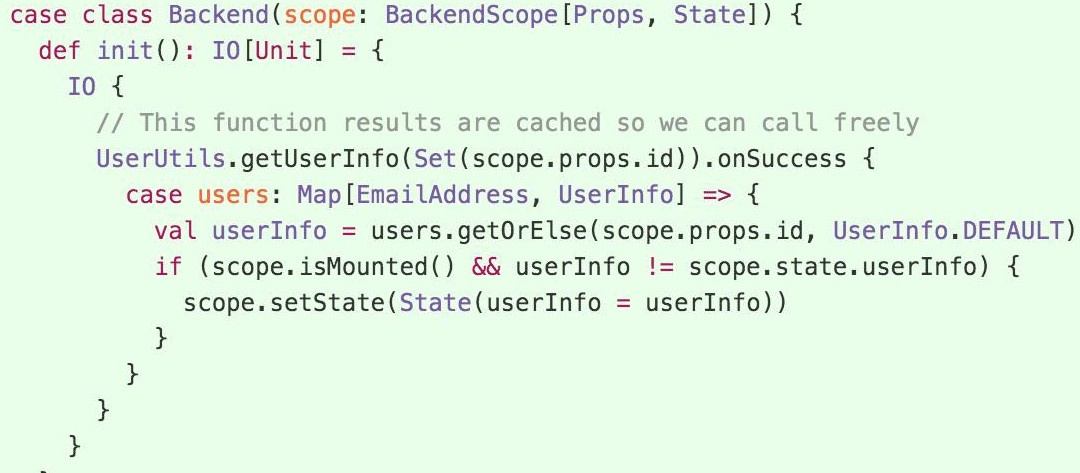 case class Backend(scope: BackendScope[Props, State]) {
  def init(): IO[Unit] = {
    IO {
      // This function results are cached so we can call freely
      UserUtils.getUserInfo(Set(scope.props.id)).onSuccess {
        case users: Map[EmailAddress, UserInfo] => {
          val userInfo = users.getOrElse(scope.props.id, UserInfo.DEFAULT)
          if (scope.isMounted() && userInfo != scope.state.userInfo) {
            scope.setState(State(userInfo = userInfo))
          }
        }
      }
    }